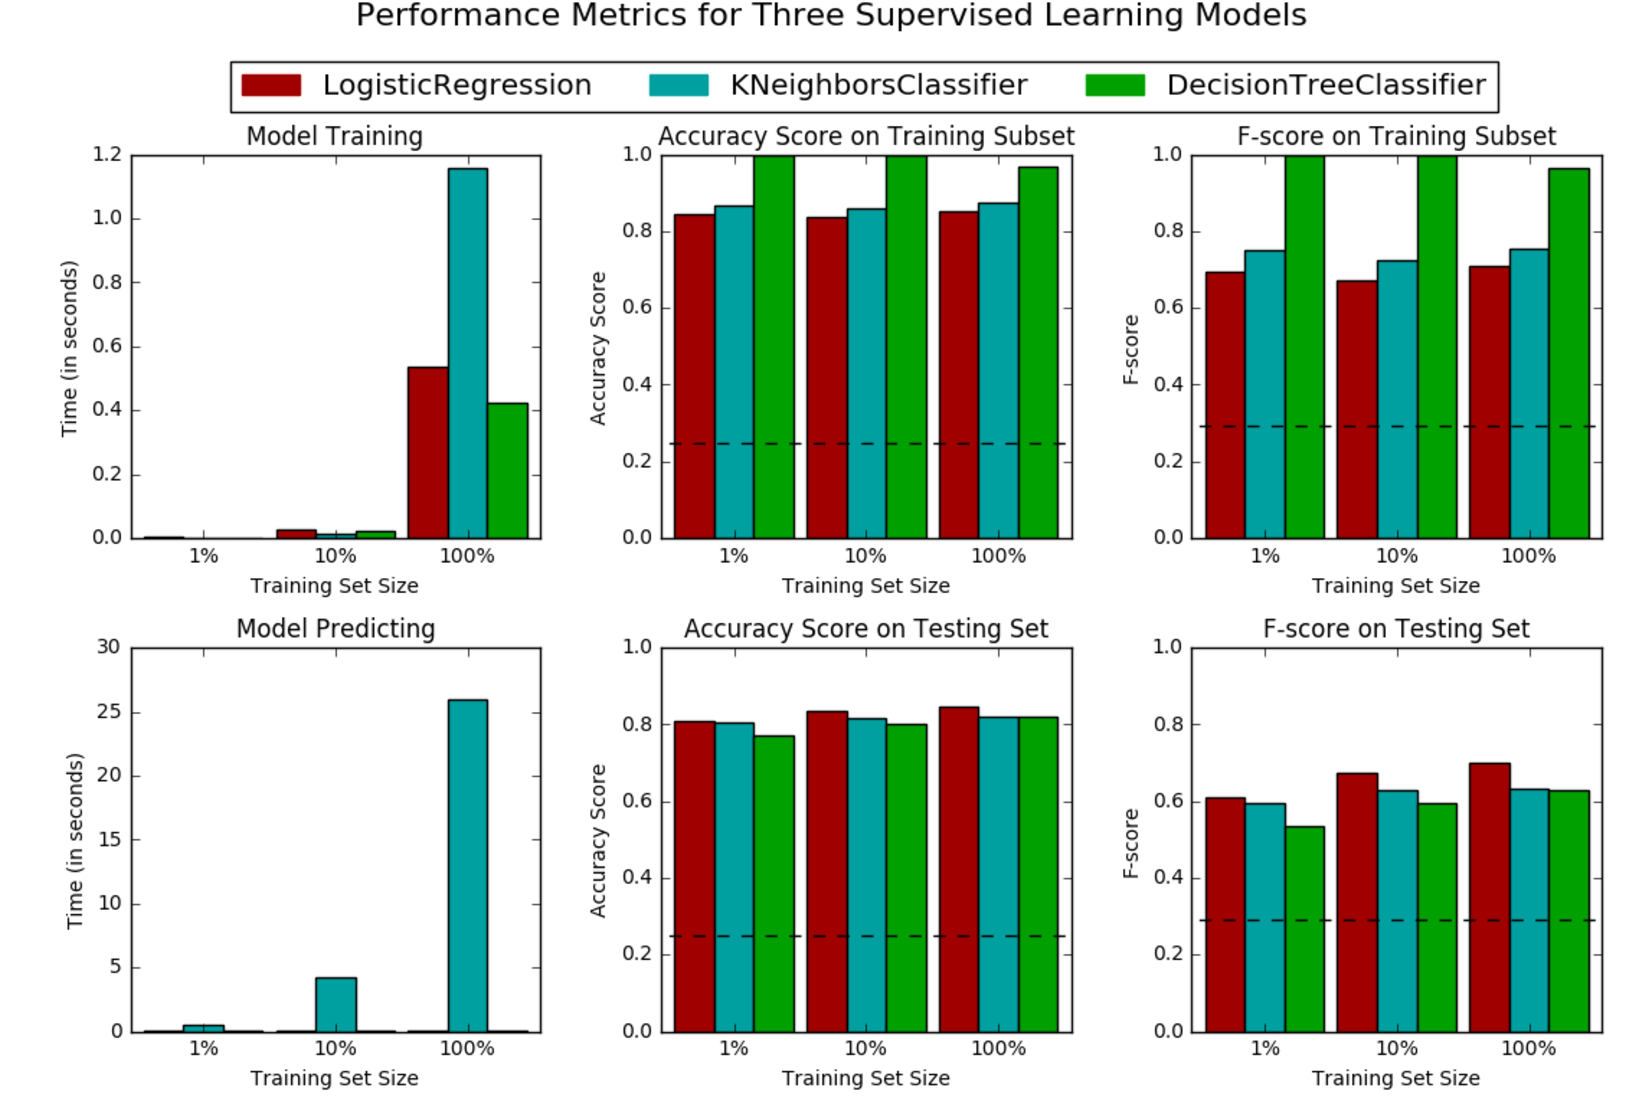 Performance Metrics for Three Supervised Learning Models
LogisticRegression KNeighborsClassifier DecisionTreeClassifier
Model Training
1.2
1.0
0.8
0.6
0.4
0.2
0.0
Time (in seconds)
1% 10% 100%
Training Set Size
Accuracy Score on Training Subset
1.0
0.8
0.6
0.4
0.2
0.0
Accuracy Score
1% 10% 100%
Training Set Size
F-score on Training Subset
1.0
0.8
0.6
0.4
0.2
0.0
F-score
1% 10% 100%
Training Set Size
Model Predicting
30
25
20
15
10
5
0
Time (in seconds)
1% 10% 100%
Training Set Size
Accuracy Score on Testing Set
1.0
0.8
0.6
0.4
0.2
0.0
Accuracy Score
1% 10% 100%
Training Set Size
F-score on Testing Set
1.0
0.8
0.6
0.4
0.2
0.0
F-score
1% 10% 100%
Training Set Size